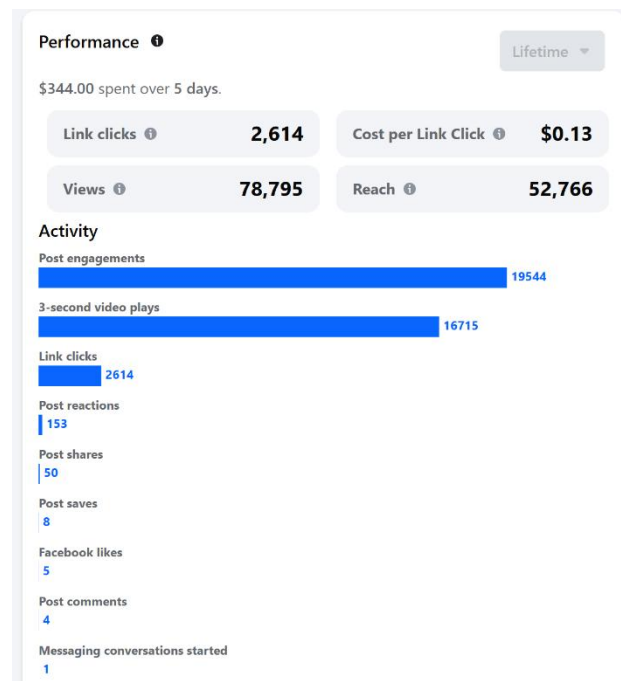 Performance
Lifetime
$344.00 spent over 5 days.
Link clicks 2,614
Cost per Link Click $0.13
Views 78,795
Reach 52,766
Activity
Post engagements
19544
3-second video plays
16715
Link clicks
2614
Post reactions
153
Post shares
50
Post saves
8
Facebook likes
5
Post comments
4
Messaging conversations started
1